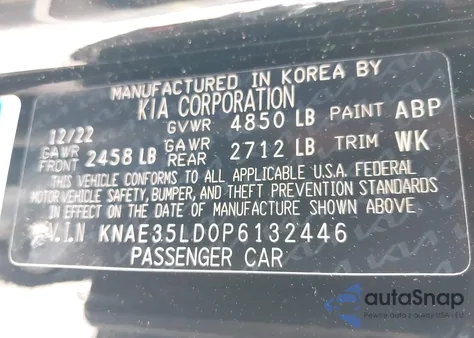 MANUFACTURED IN KOREA BY
KIA CORPORATION
12/22 GVWR 4850 LB PAINT ABP
GAWR FRONT 2458 LB GAWR REAR 2712 LB TRIM WK
THIS VEHICLE CONFORMS TO ALL APPLICABLE U.S.A. FEDERAL
MOTOR VEHICLE SAFETY, BUMPER, AND THEFT PREVENTION STANDARDS
IN EFFECT ON THE DATE OF MANUFACTURE SHOWN ABOVE
V.I.N KNAE35LD0P6132446
PASSENGER CAR
autoSnap